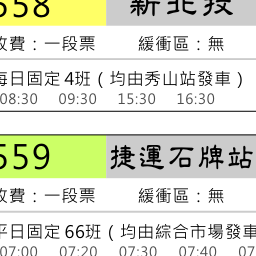 558 新北投
收費：一段票 緩衝區：無
每日固定4班（均由秀山站發車）
08:30 09:30 15:30 16:30
559 捷運石牌站
收費：一段票 緩衝區：無
平日固定66班（均由綜合市場發車
07:00 07:20 07:30 07:40 07